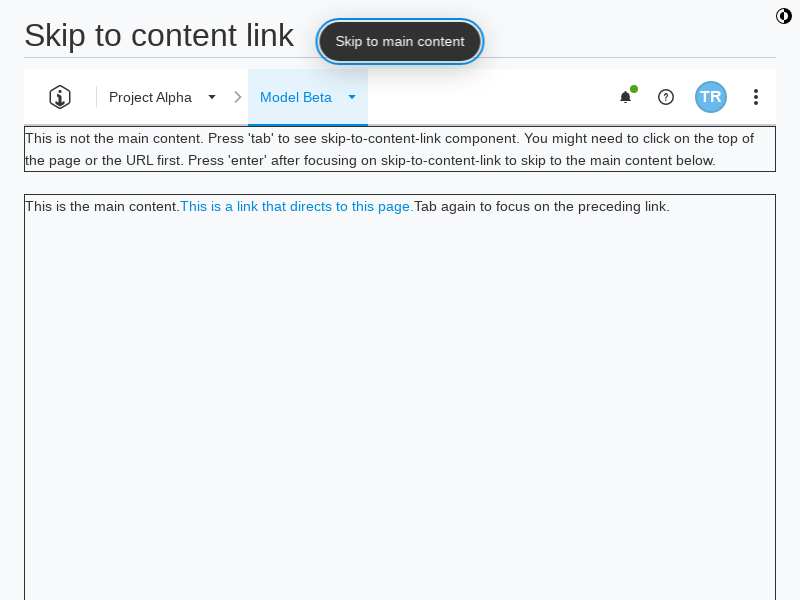 Skip to content link
Skip to main content
Project Alpha
Model Beta
TR
This is not the main content. Press 'tab' to see skip-to-content-link component. You might need to click on the top of
the page or the URL first. Press 'enter' after focusing on skip-to-content-link to skip to the main content below.
This is the main content.This is a link that directs to this page.Tab again to focus on the preceding link.